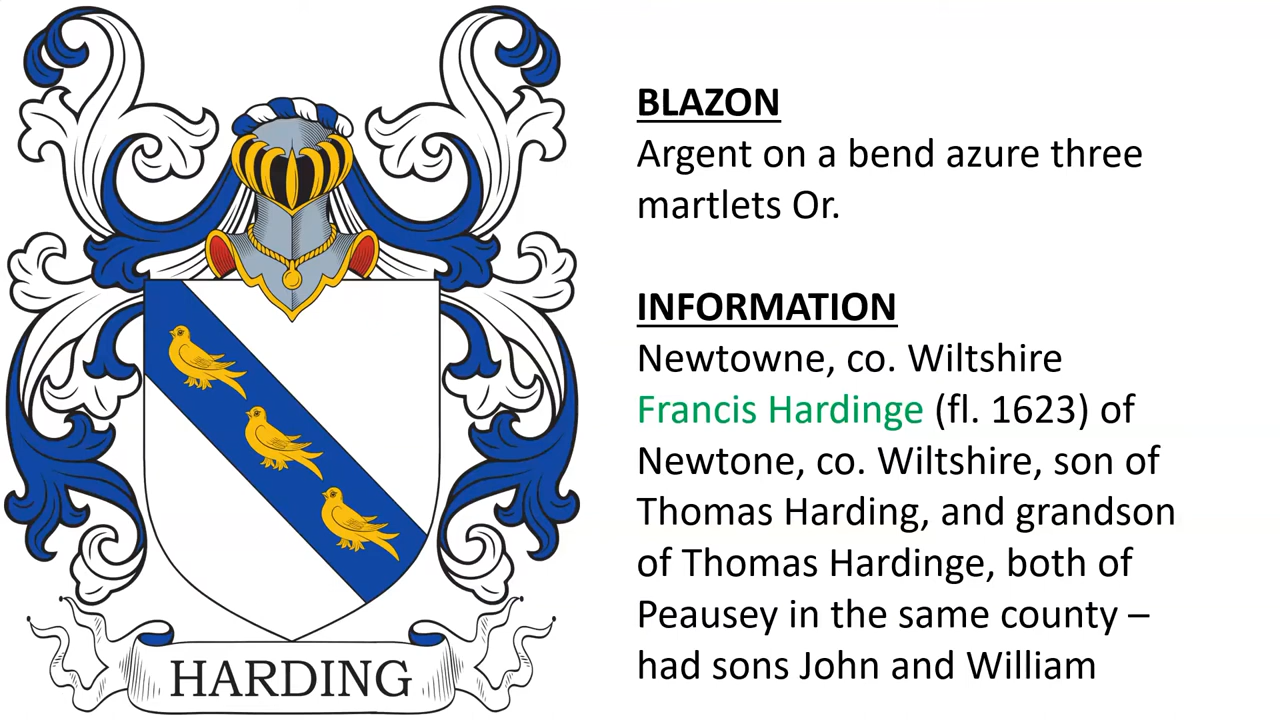 BLAZON
Argent on a bend azure three
martlets Or.
INFORMATION
Newtowne, co. Wiltshire
Francis Hardinge (fl. 1623) of
Newtone, co. Wiltshire, son of
Thomas Harding, and grandson
of Thomas Hardinge, both of
Peausey in the same county –
had sons John and William
HARDING